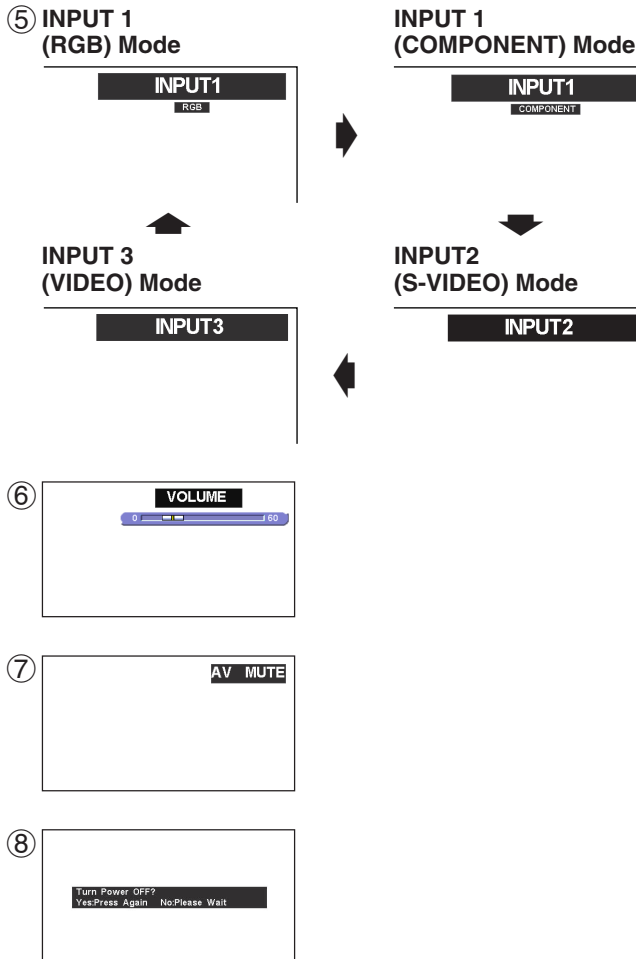 ⑤ INPUT 1
(RGB) Mode
INPUT1
RGB
INPUT 1
(COMPONENT) Mode
INPUT1
COMPONENT
INPUT 3
(VIDEO) Mode
INPUT3
INPUT2
(S-VIDEO) Mode
INPUT2
⑥
VOLUME
0 60
⑦
AV MUTE
⑧
Turn Power OFF?
Yes:Press Again No:Please Wait